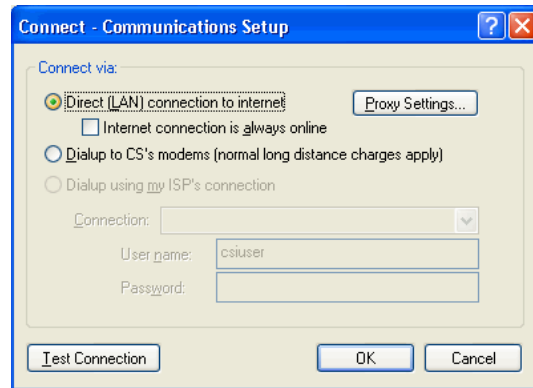 Connect - Communications Setup
Connect via:
Direct (LAN) connection to internet
Proxy Settings...
Internet connection is always online
Dialup to CS's modems (normal long distance charges apply)
Dialup using my ISP's connection
Connection:
User name:
csiuser
Password:
Test Connection
OK
Cancel